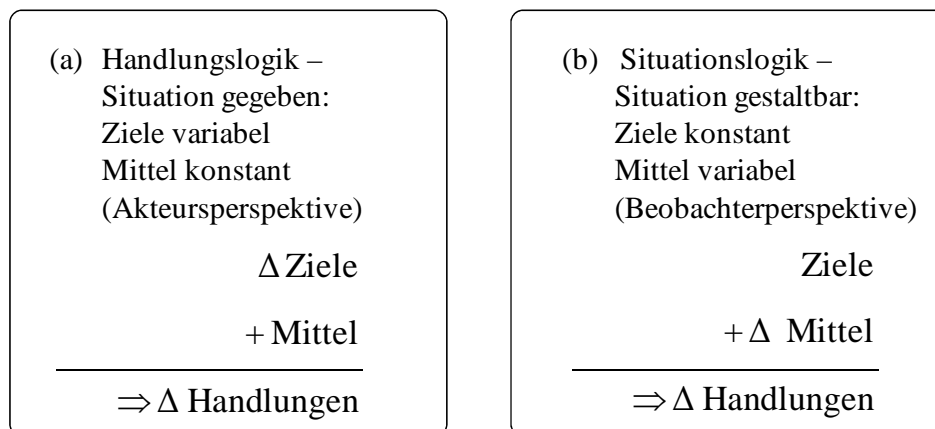 (a) Handlungslogik –
Situation gegeben:
Ziele variabel
Mittel konstant
(Akteursperspektive)
Δ Ziele
+ Mittel
⇒ Δ Handlungen
(b) Situationslogik –
Situation gestaltbar:
Ziele konstant
Mittel variabel
(Beobachterperspektive)
Ziele
+ Δ Mittel
⇒ Δ Handlungen